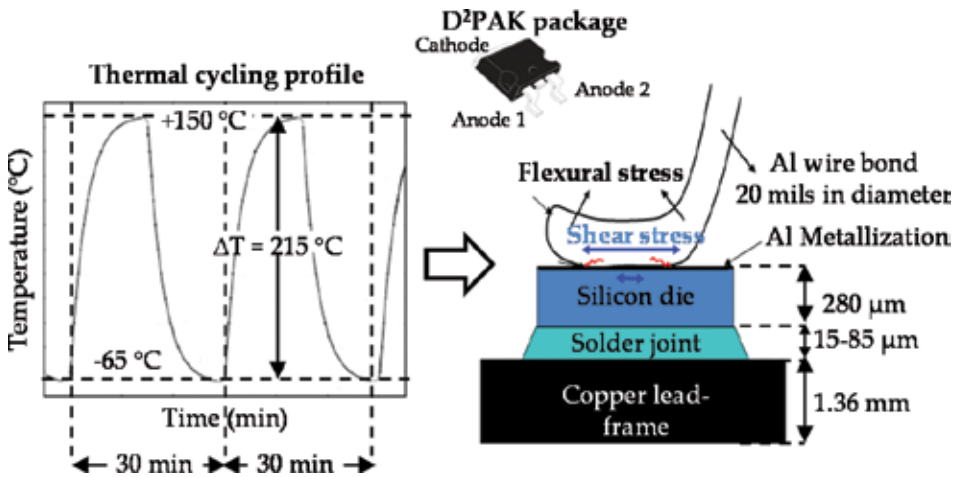 D²PAK package
Cathode
Anode 2
Anode 1
Thermal cycling profile
+150 °C
ΔT = 215 °C
-65 °C
Temperature (°C)
Time (min)
30 min
30 min
Flexural stress
Shear stress
Al wire bond
20 mils in diameter
Al Metallization
Silicon die
280 μm
Solder joint
15-85 μm
Copper lead-
frame
1.36 mm